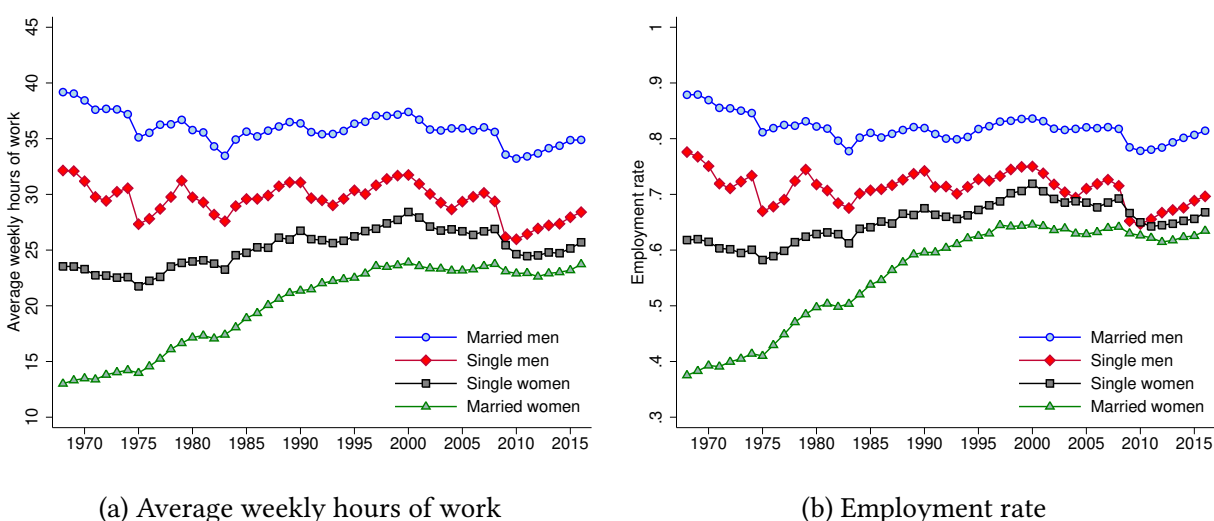 Average weekly hours of work
45
40
35
30
25
20
15
10
1970 1975 1980 1985 1990 1995 2000 2005 2010 2015
Married men
Single men
Single women
Married women
(a) Average weekly hours of work
Employment rate
1
.9
.8
.7
.6
.5
.4
.3
1970 1975 1980 1985 1990 1995 2000 2005 2010 2015
Married men
Single men
Single women
Married women
(b) Employment rate